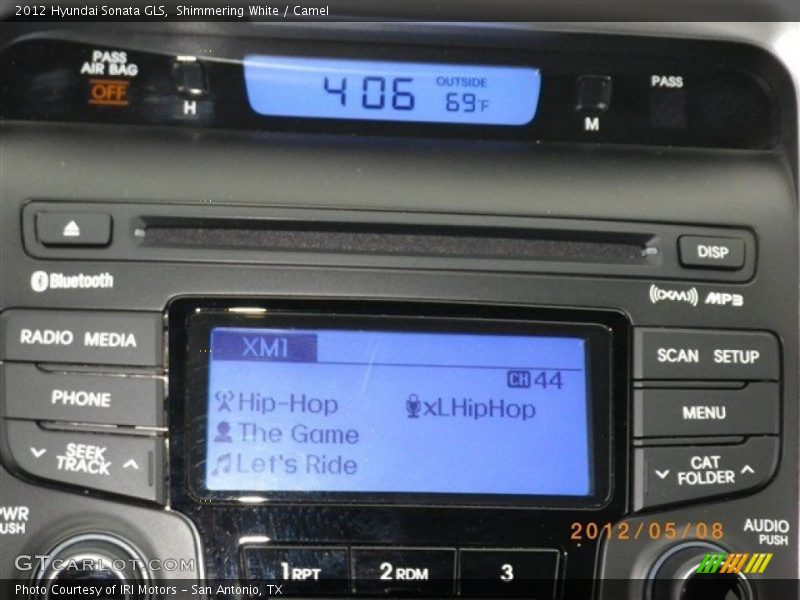 2012 Hyundai Sonata GLS, Shimmering White / Camel
PASS
AIR BAG
OFF
H
4 06
OUTSIDE
69°F
M
PASS
DISP
Bluetooth
((XM)) MP3
RADIO MEDIA
SCAN SETUP
XM1
CH 44
PHONE
MENU
Hip-Hop
xLHipHop
The Game
Let's Ride
SEEK
TRACK
CAT
FOLDER
PWR
PUSH
2012/05/08
AUDIO
PUSH
1 RPT
2 RDM
3
GTCarLot.com
Photo Courtesy of IRI Motors - San Antonio, TX